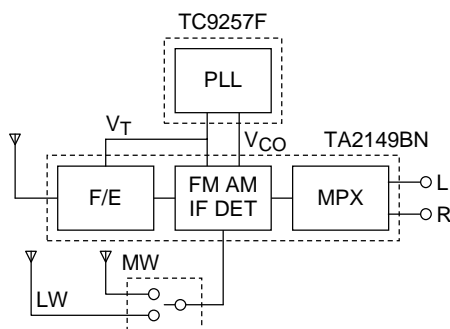 TC9257F
PLL
VT
VCO
TA2149BN
F/E
FM AM
IF DET
MPX
L
R
MW
LW